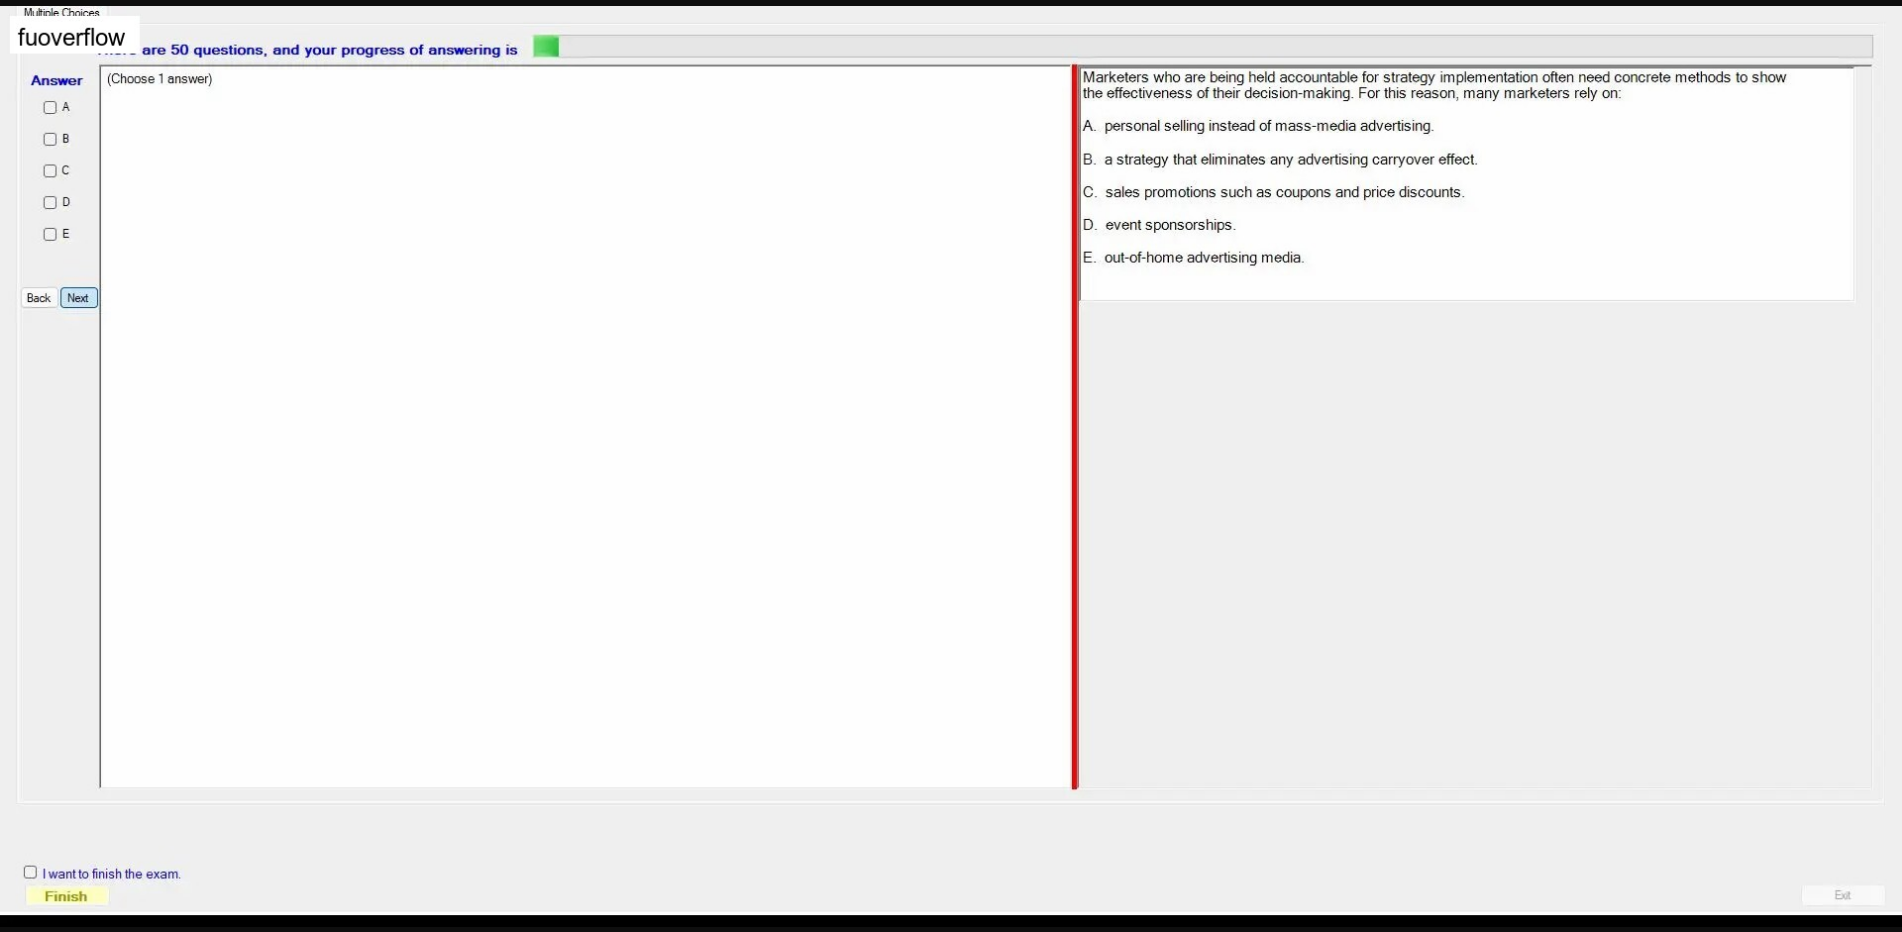 Multiple Choices
fuoverflow
are 50 questions, and your progress of answering is
Answer
A
B
C
D
E
Back Next
(Choose 1 answer)
Marketers who are being held accountable for strategy implementation often need concrete methods to show
the effectiveness of their decision-making. For this reason, many marketers rely on:
A. personal selling instead of mass-media advertising.
B. a strategy that eliminates any advertising carryover effect.
C. sales promotions such as coupons and price discounts.
D. event sponsorships.
E. out-of-home advertising media.
I want to finish the exam.
Finish
Exit